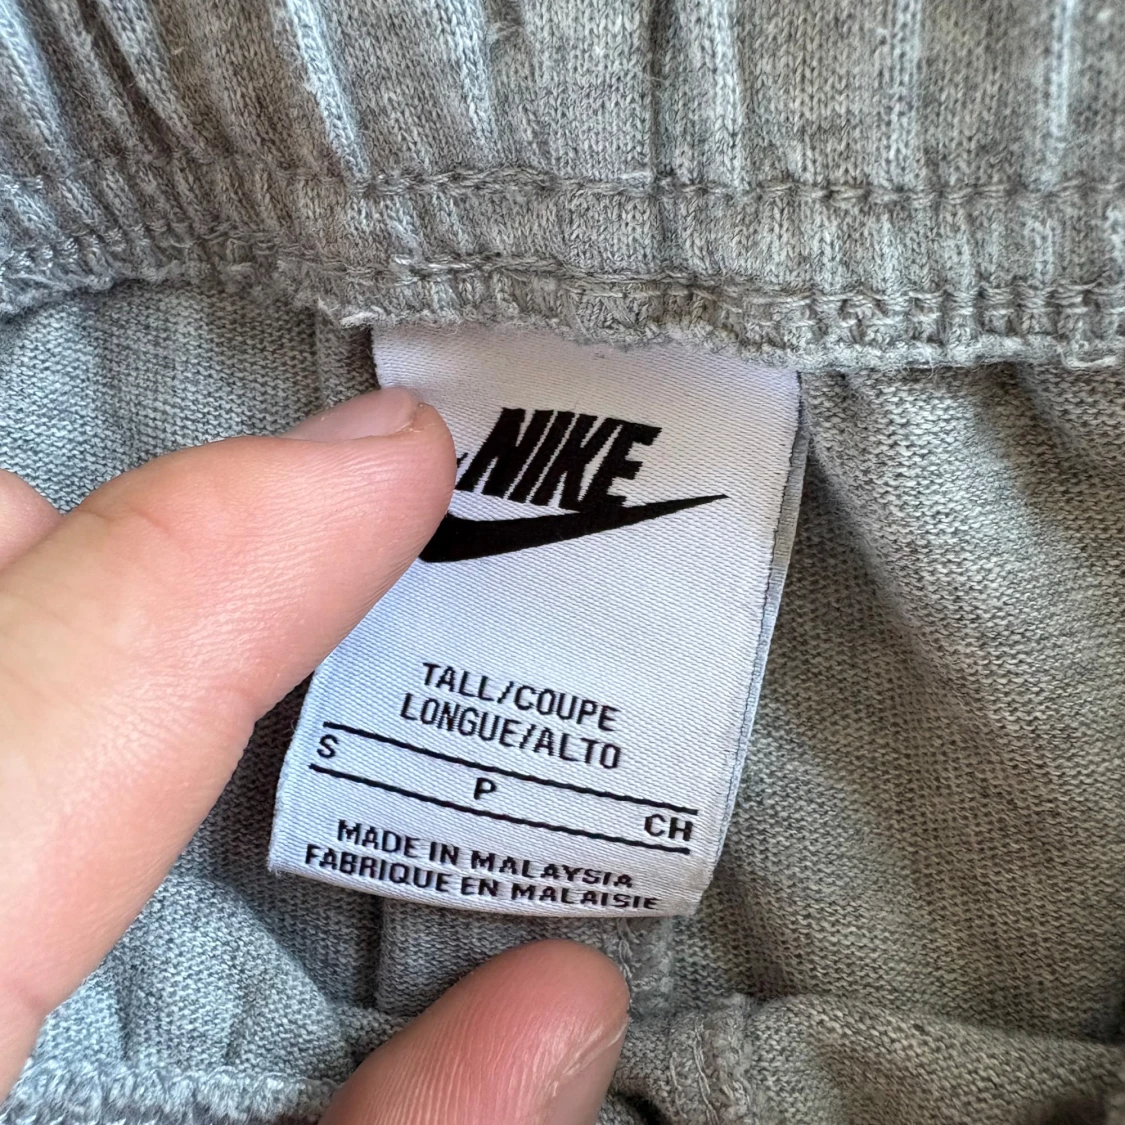 NIKE
TALL/COUPE
LONGUE/ALTO
S P CH
MADE IN MALAYSIA
FABRIQUE EN MALAISIE